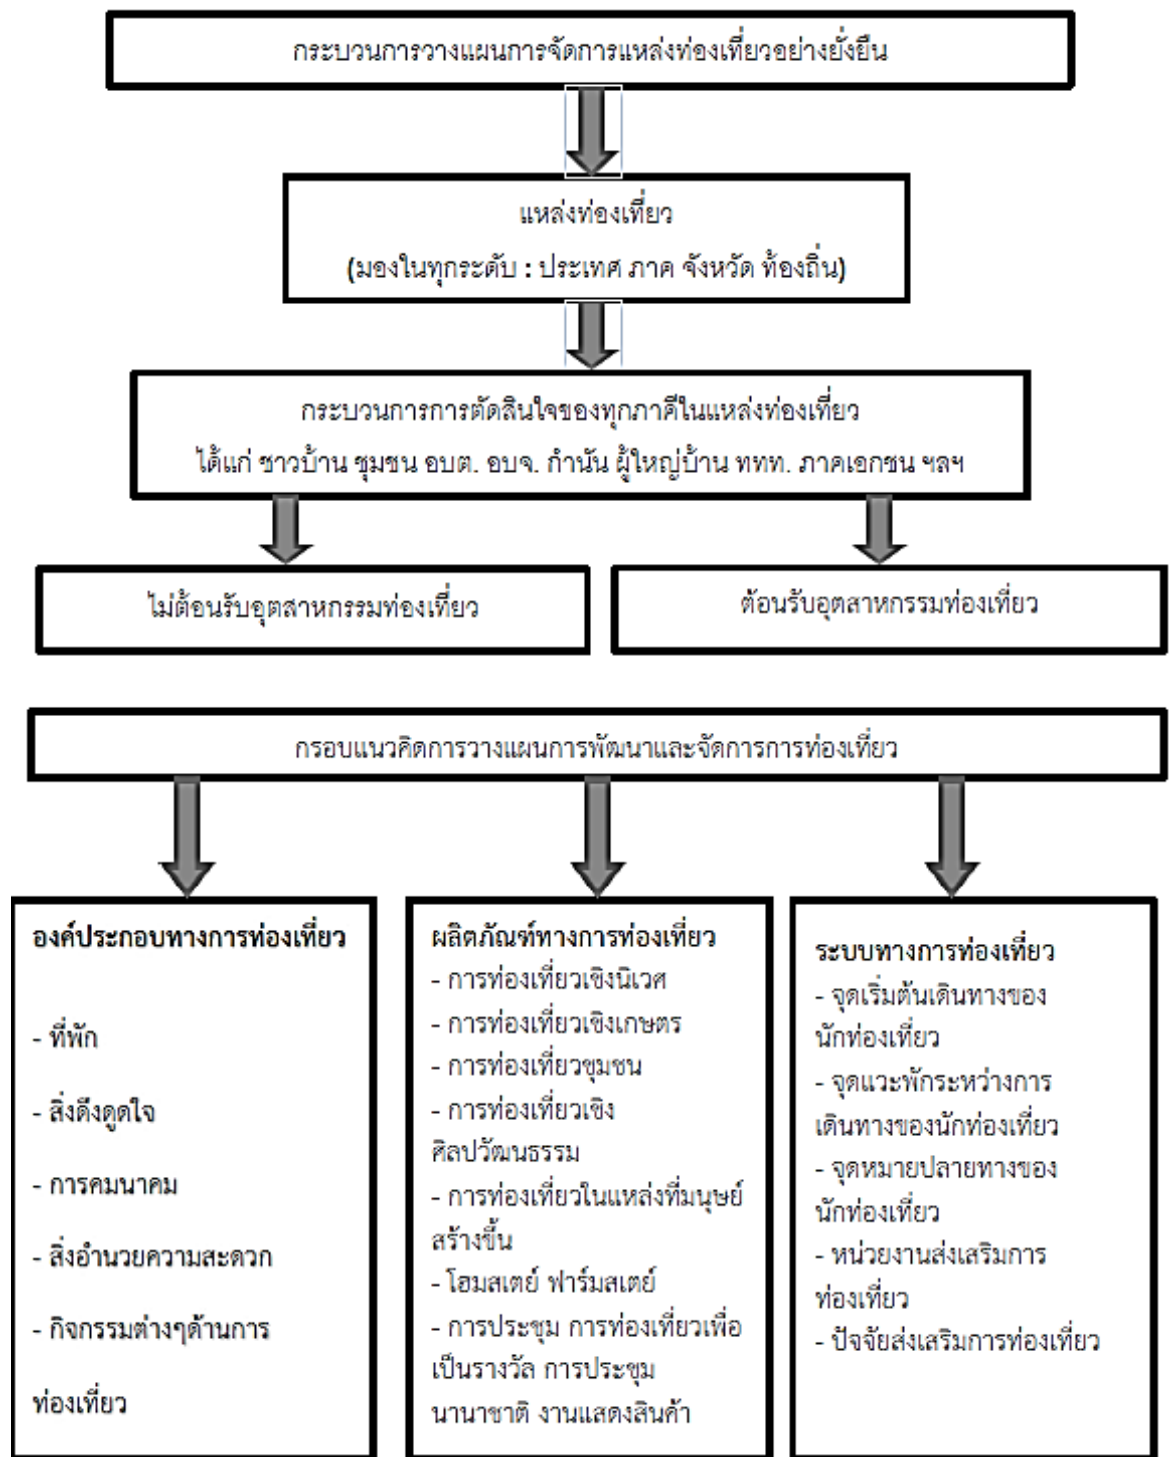 กระบวนการวางแผนการจัดการแหล่งท่องเที่ยวอย่างยั่งยืน
แหล่งท่องเที่ยว
(มองในทุกระดับ : ประเทศ ภาค จังหวัด ท้องถิ่น)
กระบวนการการตัดสินใจของทุกภาคีในแหล่งท่องเที่ยว
ได้แก่ ชาวบ้าน ชุมชน อบต. อบจ. กำนัน ผู้ใหญ่บ้าน ททท. ภาคเอกชน ฯลฯ
ไม่ต้อนรับอุตสาหกรรมท่องเที่ยว
ต้อนรับอุตสาหกรรมท่องเที่ยว
กรอบแนวคิดการวางแผนการพัฒนาและจัดการการท่องเที่ยว
องค์ประกอบทางการท่องเที่ยว
- ที่พัก
- สิ่งดึงดูดใจ
- การคมนาคม
- สิ่งอำนวยความสะดวก
- กิจกรรมต่างๆด้านการ
ท่องเที่ยว
ผลิตภัณฑ์ทางการท่องเที่ยว
- การท่องเที่ยวเชิงนิเวศ
- การท่องเที่ยวเชิงเกษตร
- การท่องเที่ยวชุมชน
- การท่องเที่ยวเชิง
ศิลปวัฒนธรรม
- การท่องเที่ยวในแหล่งที่มนุษย์
สร้างขึ้น
- โฮมสเตย์ ฟาร์มสเตย์
- การประชุม การท่องเที่ยวเพื่อ
เป็นรางวัล การประชุม
นานาชาติ งานแสดงสินค้า
ระบบทางการท่องเที่ยว
- จุดเริ่มต้นเดินทางของ
นักท่องเที่ยว
- จุดแวะพักระหว่างการ
เดินทางของนักท่องเที่ยว
- จุดหมายปลายทางของ
นักท่องเที่ยว
- หน่วยงานส่งเสริมการ
ท่องเที่ยว
- ปัจจัยส่งเสริมการท่องเที่ยว